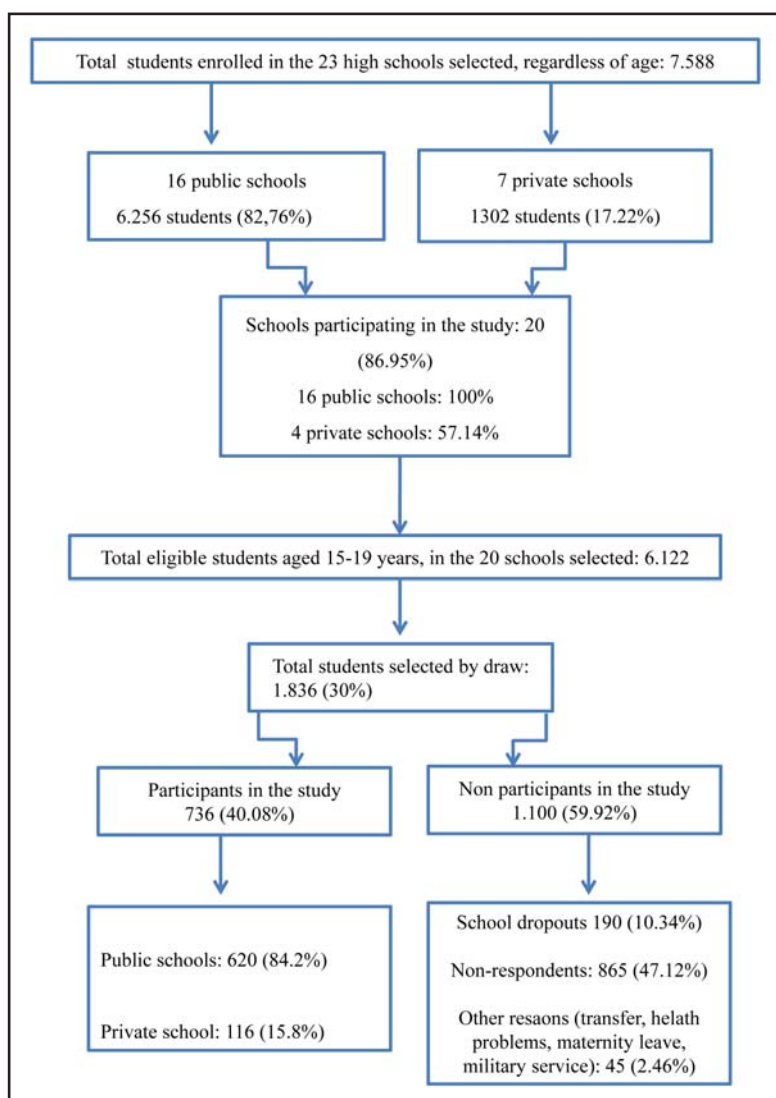 Total students enrolled in the 23 high schools selected, regardless of age: 7.588
16 public schools
6.256 students (82,76%)
7 private schools
1302 students (17.22%)
Schools participating in the study: 20
(86.95%)
16 public schools: 100%
4 private schools: 57.14%
Total eligible students aged 15-19 years, in the 20 schools selected: 6.122
Total students selected by draw:
1.836 (30%)
Participants in the study
736 (40.08%)
Non participants in the study
1.100 (59.92%)
Public schools: 620 (84.2%)
Private school: 116 (15.8%)
School dropouts 190 (10.34%)
Non-respondents: 865 (47.12%)
Other resaons (transfer, helath
problems, maternity leave,
military service): 45 (2.46%)